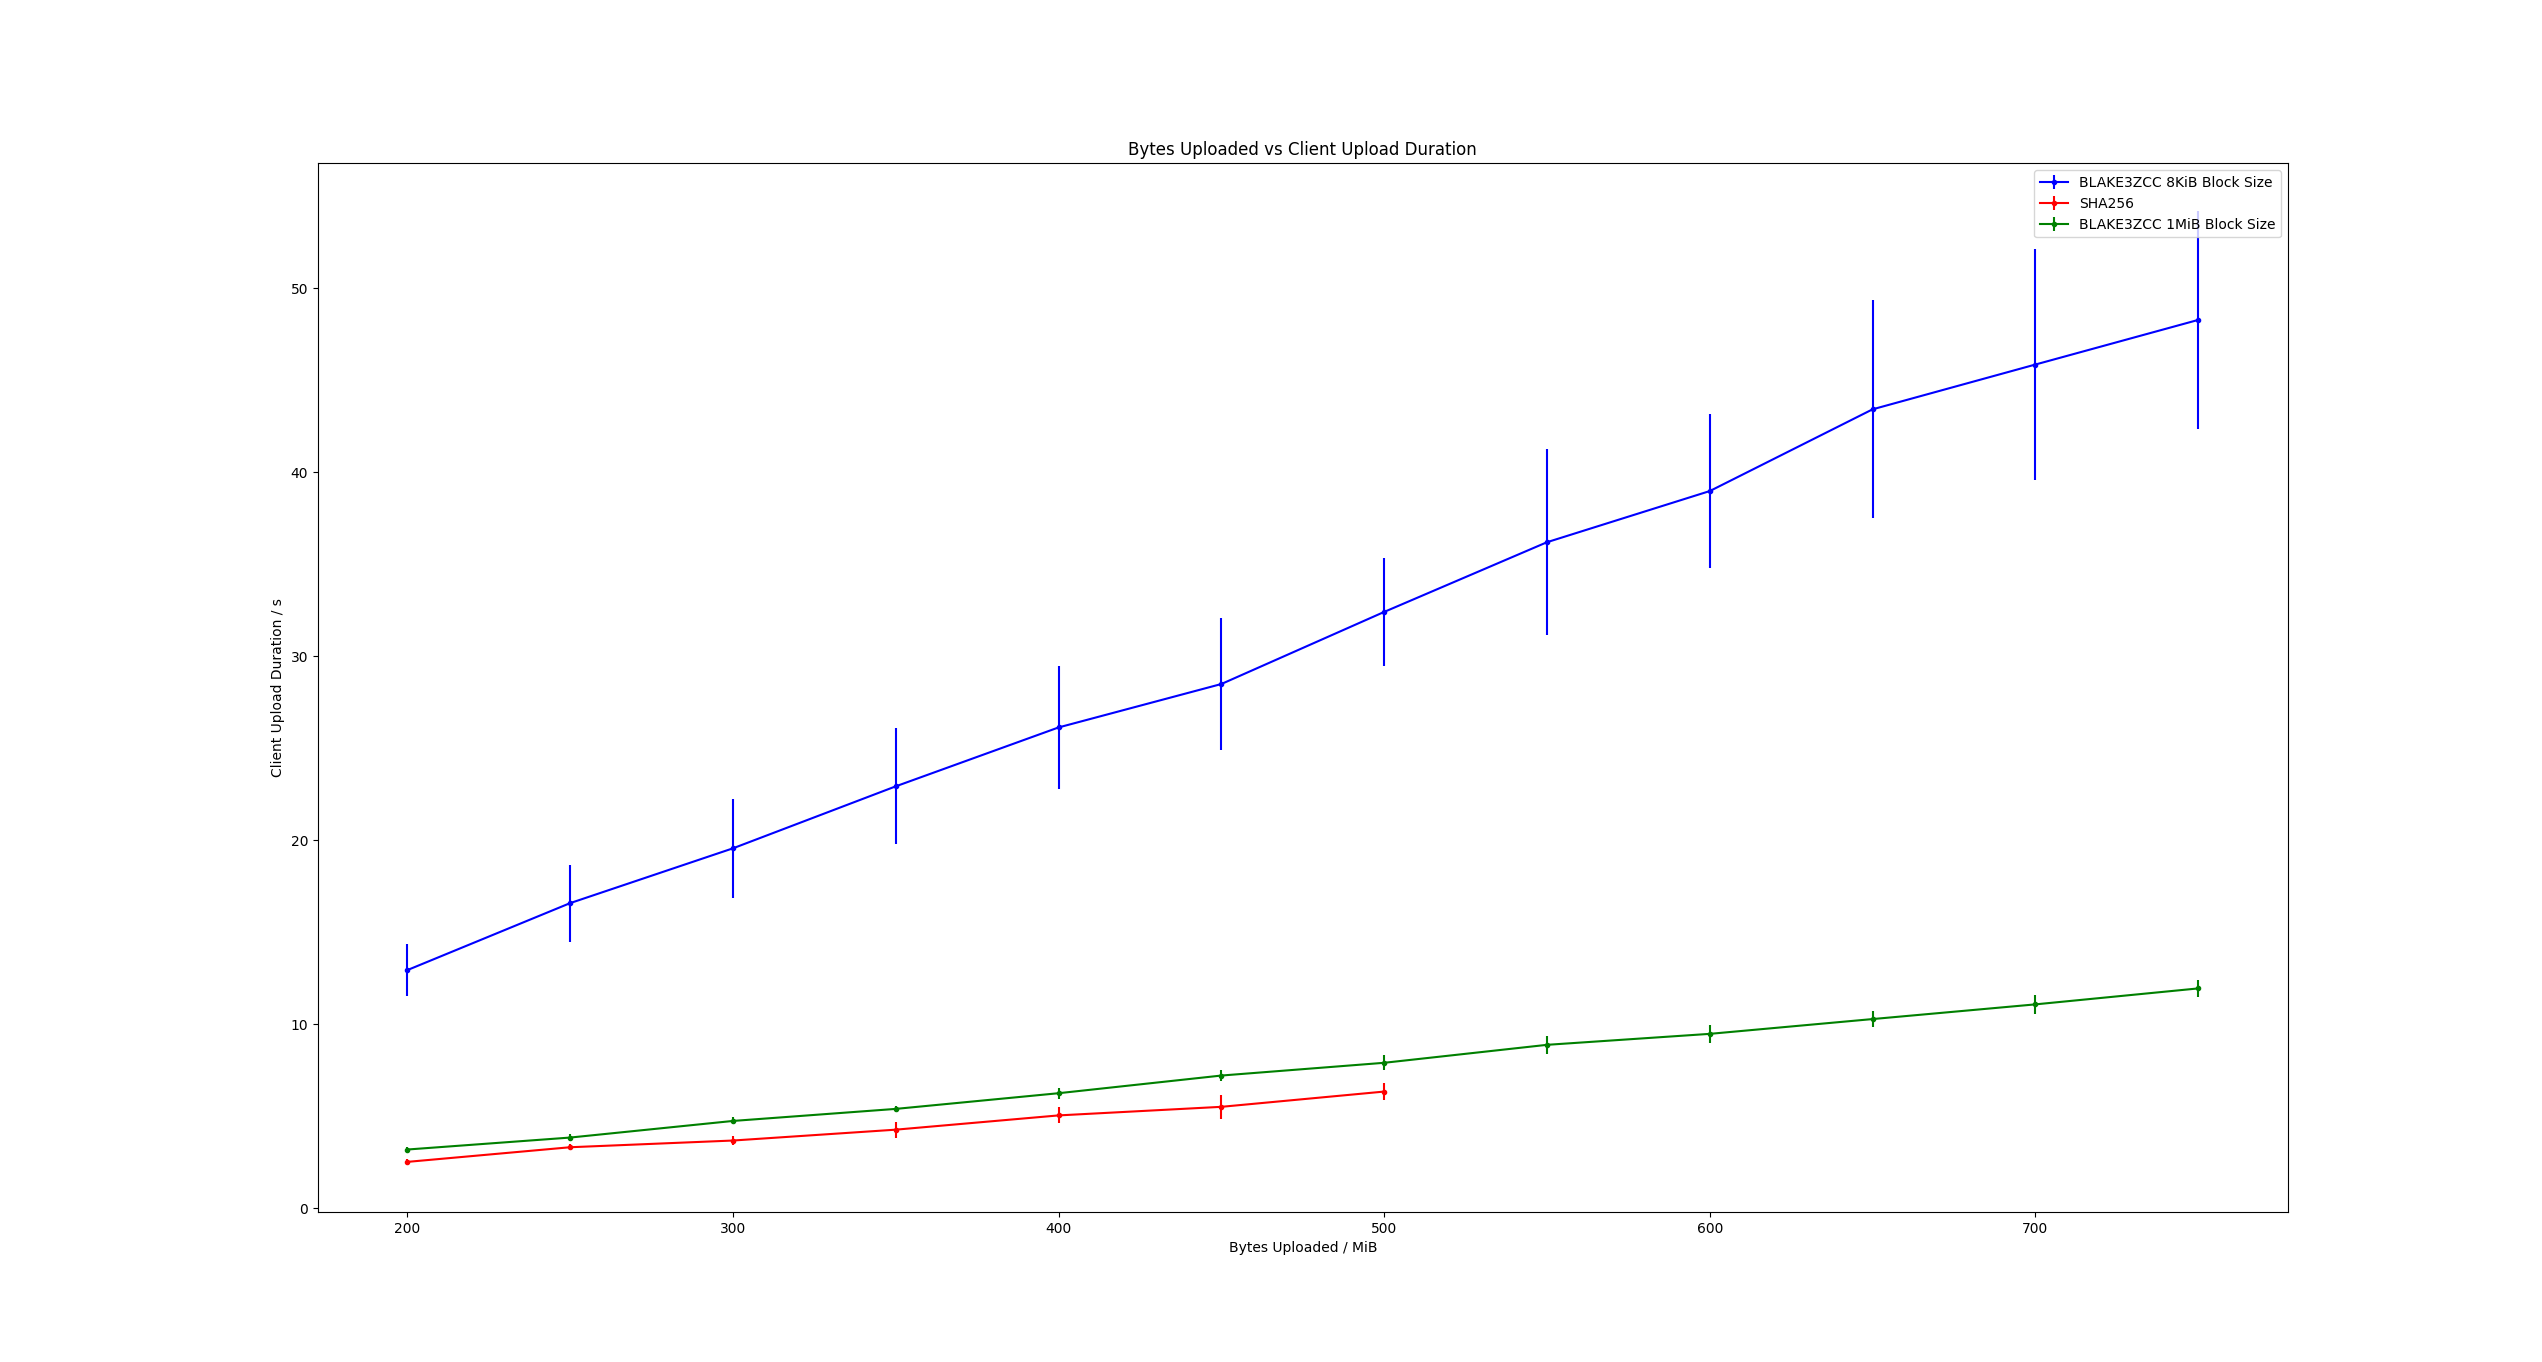 Bytes Uploaded vs Client Upload Duration
BLAKE3ZCC 8KiB Block Size
SHA256
BLAKE3ZCC 1MiB Block Size
50
40
30
20
10
0
Client Upload Duration / s
200 300 400 500 600 700
Bytes Uploaded / MiB